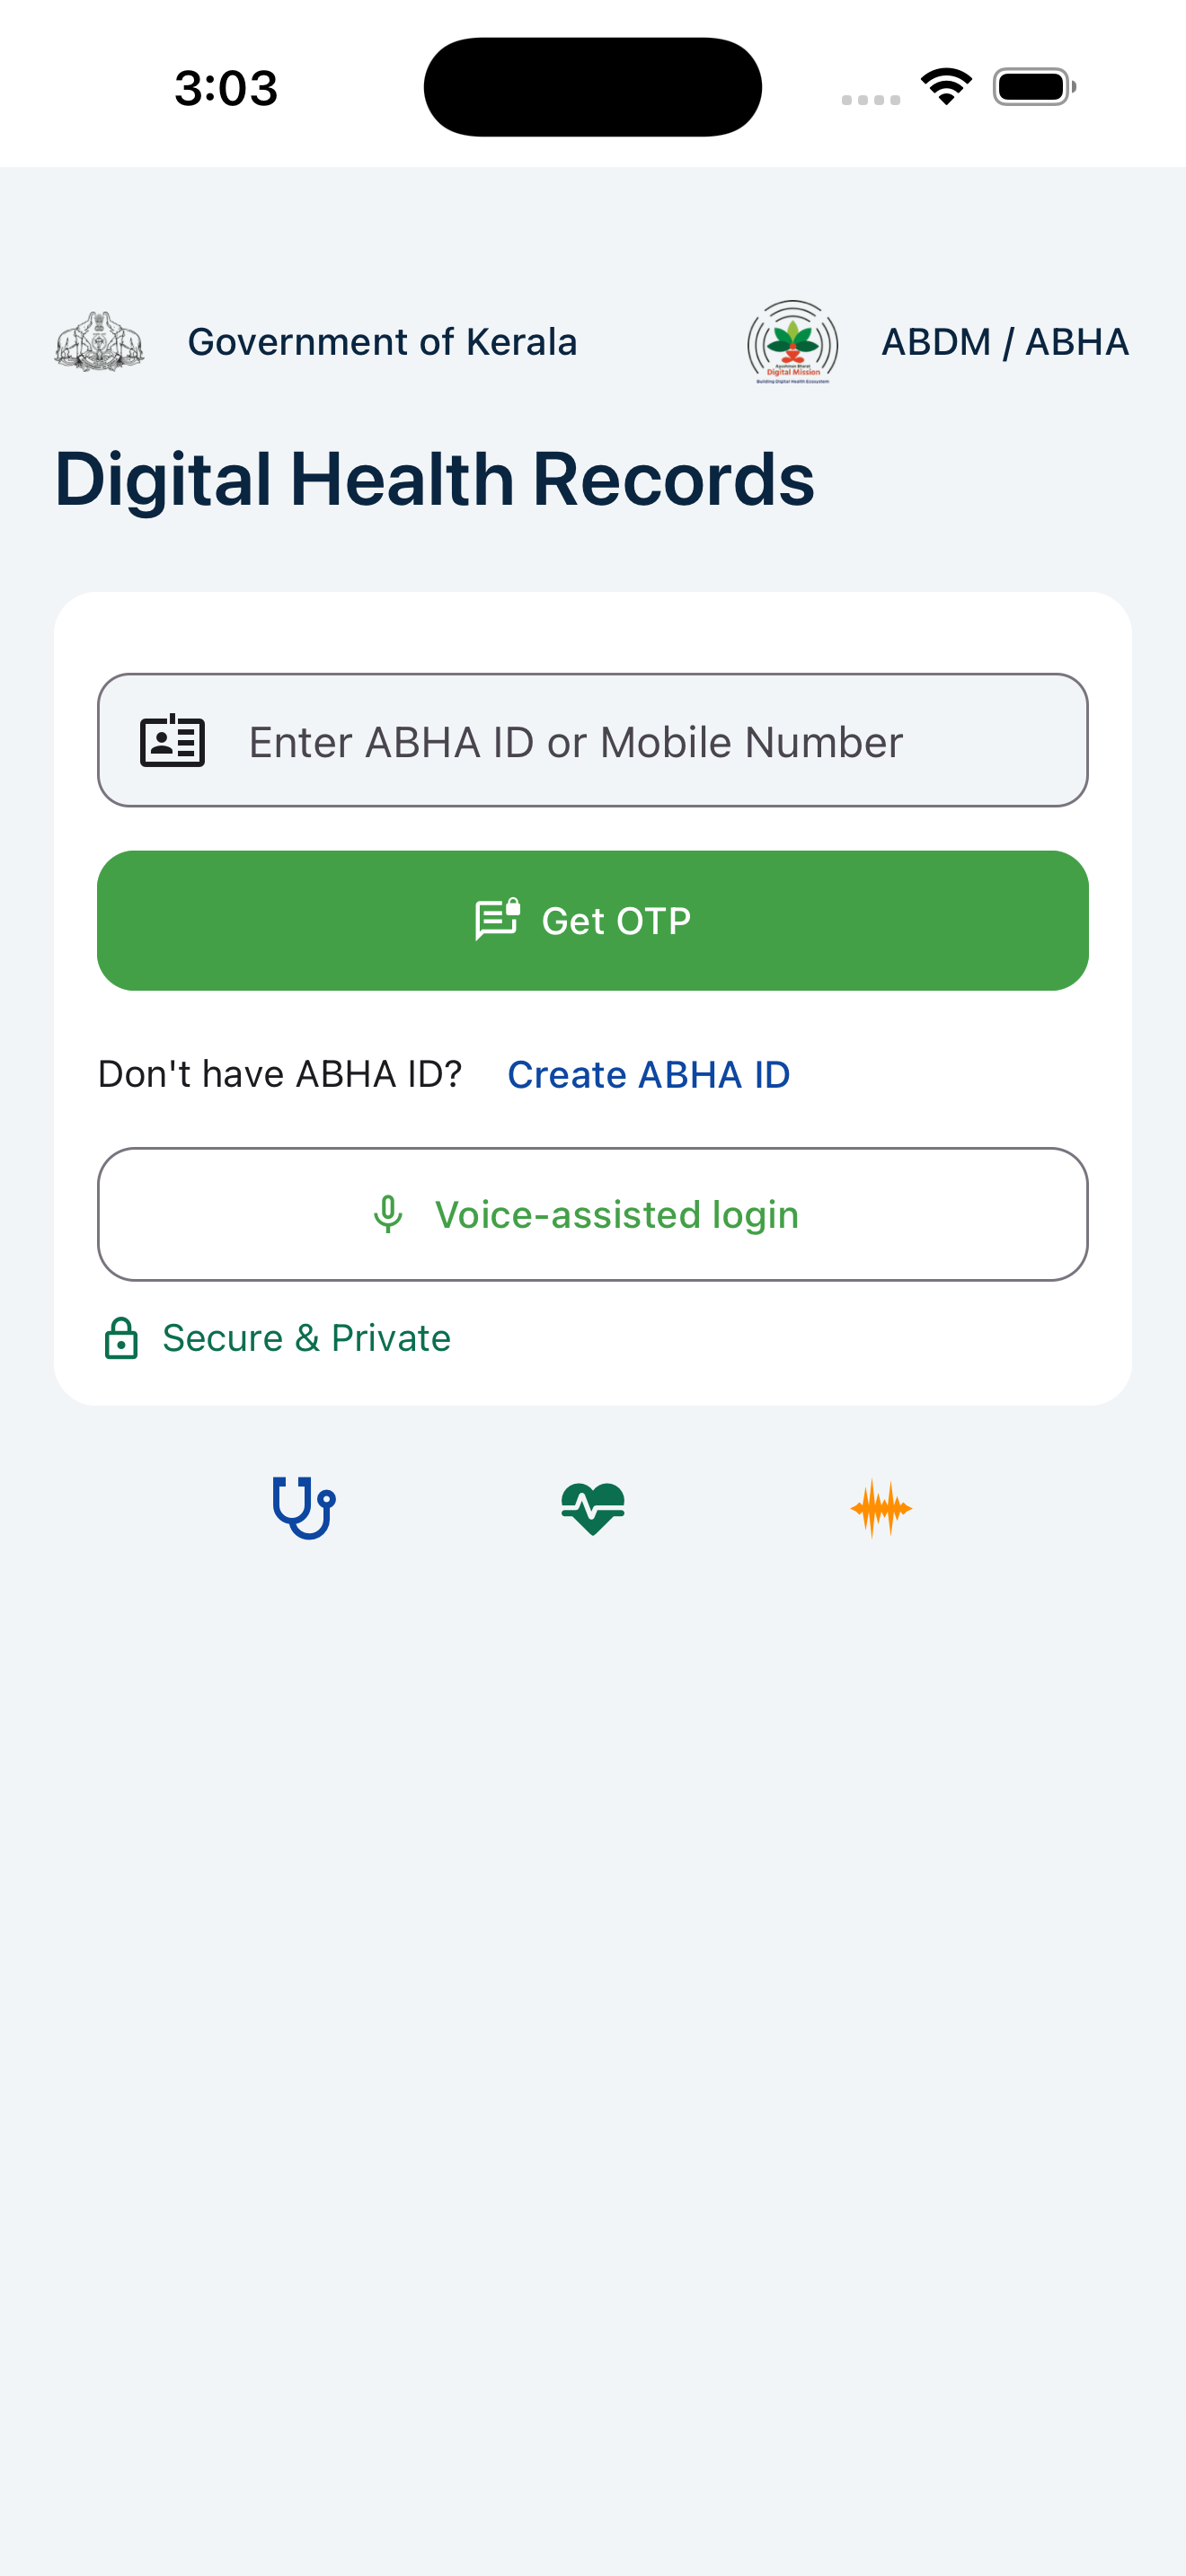 3:03
Government of Kerala
ABDM / ABHA
Ayushman Bharat
Digital Mission
Building Digital Health Ecosystem
Digital Health Records
Enter ABHA ID or Mobile Number
Get OTP
Don't have ABHA ID? Create ABHA ID
Voice-assisted login
Secure & Private